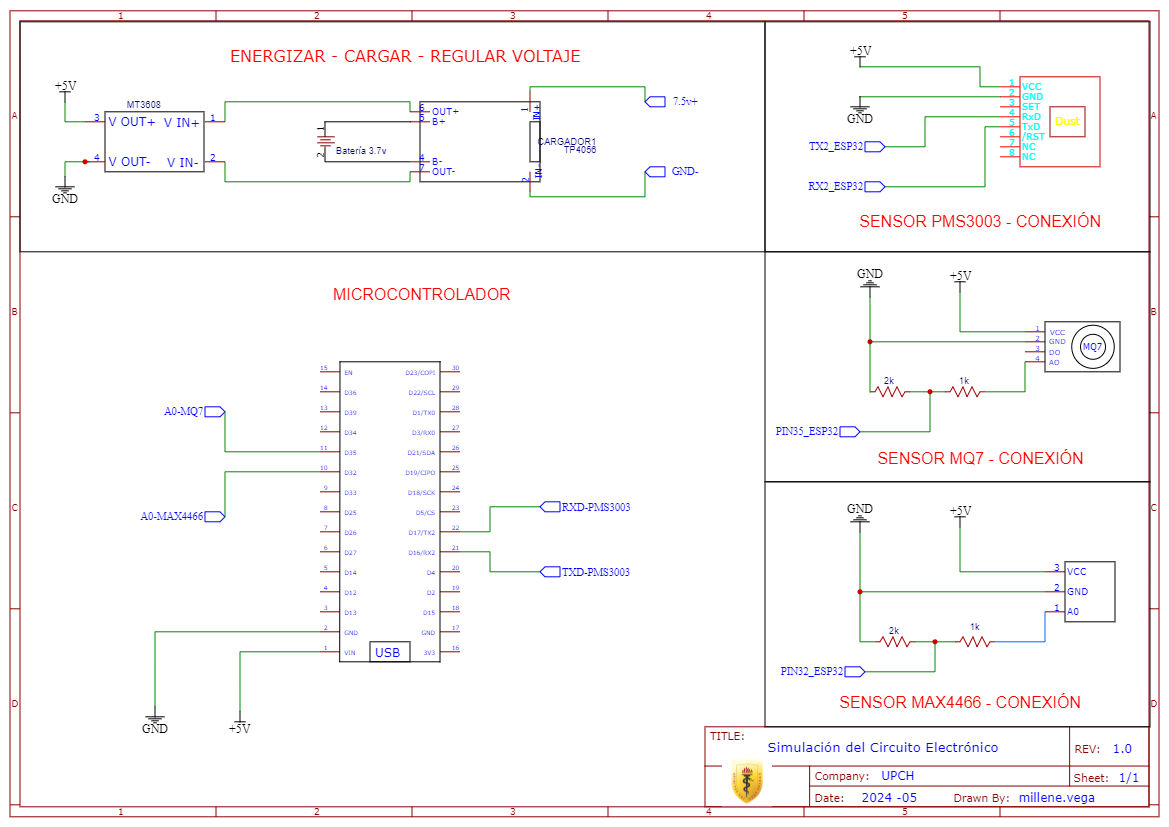 1 2 3 4 5
A
B
C
D
ENERGIZAR - CARGAR - REGULAR VOLTAJE
+5V
MT3608
3 V OUT+ V IN+ 1
4 V OUT- V IN- 2
GND
1
2
Batería 3.7v
6 OUT+
5 B+
4 B-
7 OUT-
1 IN+
2 IN-
CARGADOR1
TP4056
7.5v+
GND-
+5V
GND
TX2_ESP32
RX2_ESP32
1 VCC
2 GND
3 SET
4 RxD
5 TxD
6 /RST
7 NC
8 NC
Dust
SENSOR PMS3003 - CONEXIÓN
MICROCONTROLADOR
A0-MQ7
A0-MAX4466
15 EN D23/COPI 30
14 D36 D22/SCL 29
13 D39 D1/TX0 28
12 D34 D3/RX0 27
11 D35 D21/SDA 26
10 D32 D19/CIPO 25
9 D33 D18/SCK 24
8 D25 D5/CS 23
7 D26 D17/TX2 22
6 D27 D16/RX2 21
5 D14 D4 20
4 D12 D2 19
3 D13 D15 18
2 GND GND 17
1 VIN USB 3V3 16
RXD-PMS3003
TXD-PMS3003
GND
+5V
GND
+5V
1 VCC
2 GND
3 DO
4 AO
MQ7
2k
1k
PIN35_ESP32
SENSOR MQ7 - CONEXIÓN
GND
+5V
3 VCC
2 GND
1 A0
2k
1k
PIN32_ESP32
SENSOR MAX4466 - CONEXIÓN
TITLE:
Simulación del Circuito Electrónico
REV: 1.0
Company: UPCH
Sheet: 1/1
Date: 2024 -05
Drawn By: millene.vega
A
B
C
D
1 2 3 4 5